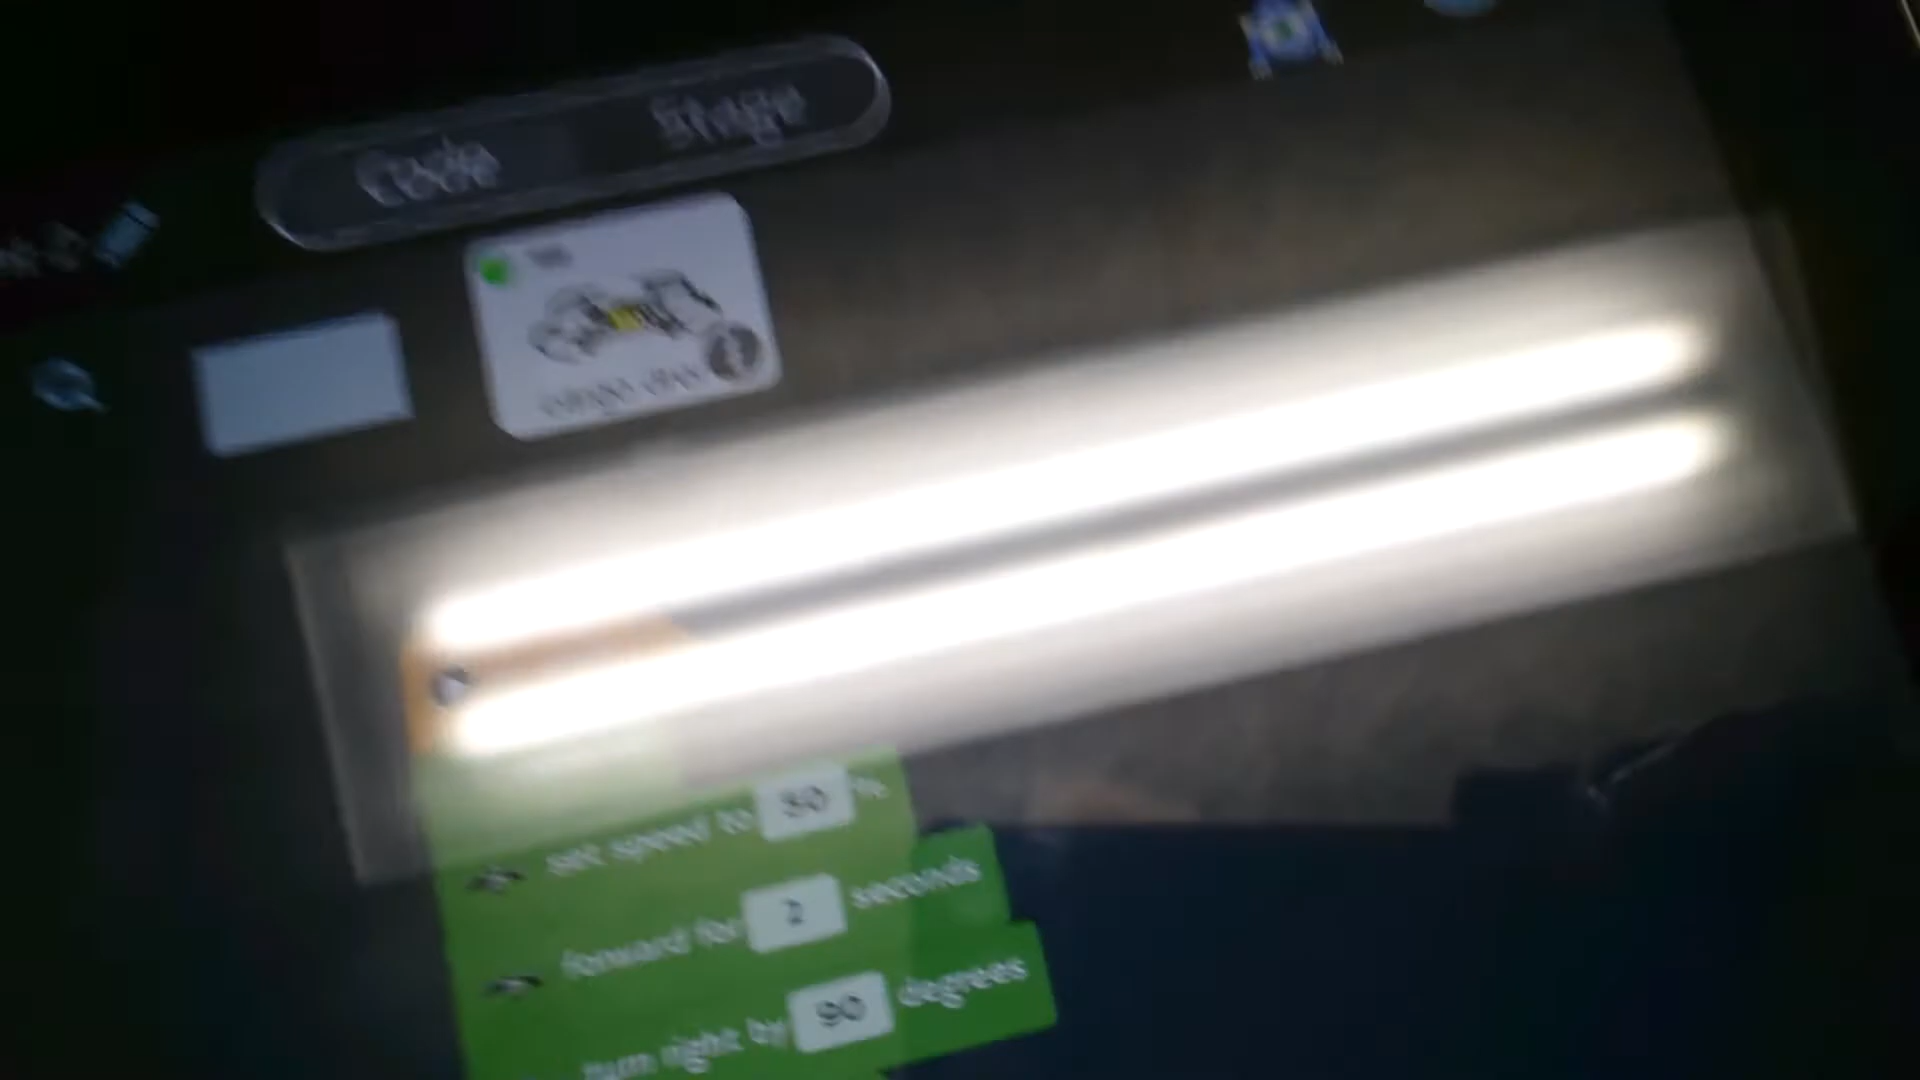 Code
Stage
set speed to 50 %
forward for 2 seconds
turn right by 90 degrees